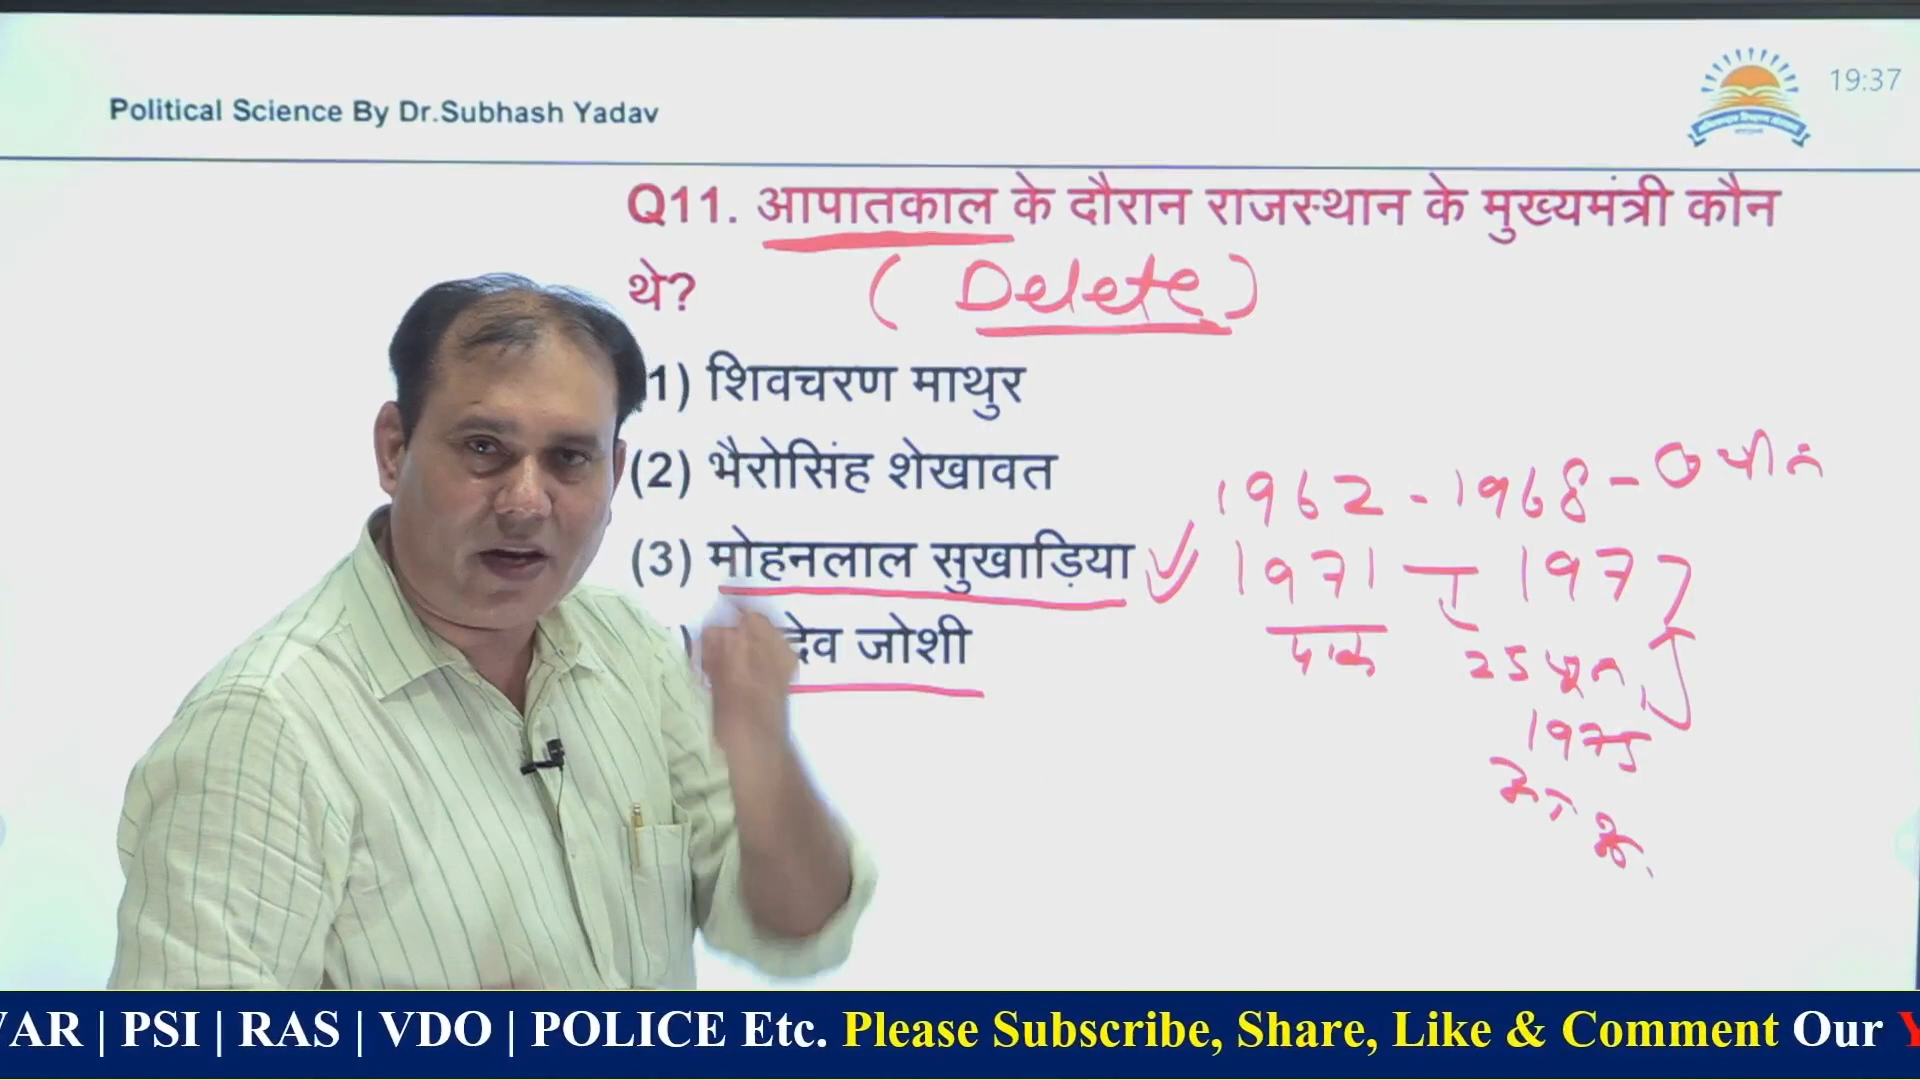 Political Science By Dr.Subhash Yadav
19:37
Q11. आपातकाल के दौरान राजस्थान के मुख्यमंत्री कौन
थे?
( Delete )
1) शिवचरण माथुर
(2) भैरोसिंह शेखावत
1962 - 1968 - चीन
(3) मोहनलाल सुखाड़िया
1971 - 1977
देव जोशी
पाक
25 जून
1975
VAR | PSI | RAS | VDO | POLICE Etc. Please Subscribe, Share, Like & Comment Our